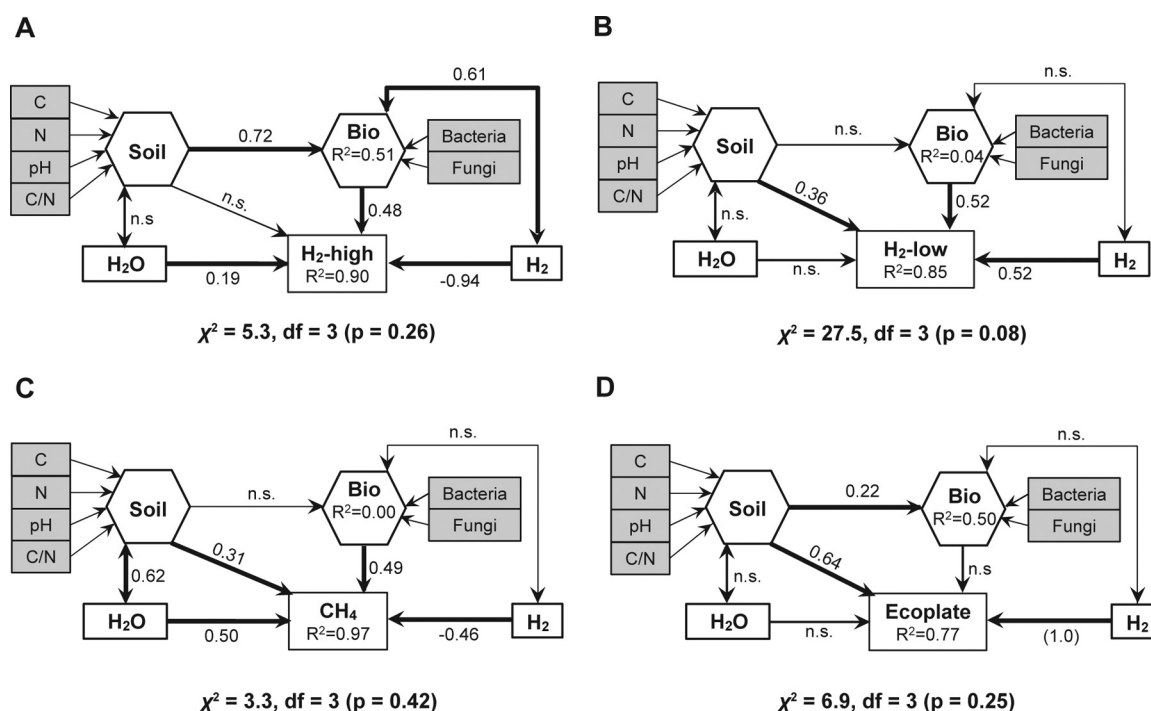 A
C
N
pH
C/N
Soil
0.72
Bio
R²=0.51
0.61
Bacteria
Fungi
n.s
n.s.
0.48
H₂O
0.19
H₂-high
R²=0.90
-0.94
H₂
χ² = 5.3, df = 3 (p = 0.26)
B
C
N
pH
C/N
Soil
n.s.
Bio
R²=0.04
n.s.
Bacteria
Fungi
n.s.
0.36
0.52
H₂O
n.s.
H₂-low
R²=0.85
0.52
H₂
χ² = 27.5, df = 3 (p = 0.08)
C
C
N
pH
C/N
Soil
n.s.
Bio
R²=0.00
n.s.
Bacteria
Fungi
0.62
0.31
0.49
H₂O
0.50
CH₄
R²=0.97
-0.46
H₂
χ² = 3.3, df = 3 (p = 0.42)
D
C
N
pH
C/N
Soil
0.22
Bio
R²=0.50
n.s.
Bacteria
Fungi
n.s.
0.64
n.s
H₂O
n.s.
Ecoplate
R²=0.77
(1.0)
H₂
χ² = 6.9, df = 3 (p = 0.25)